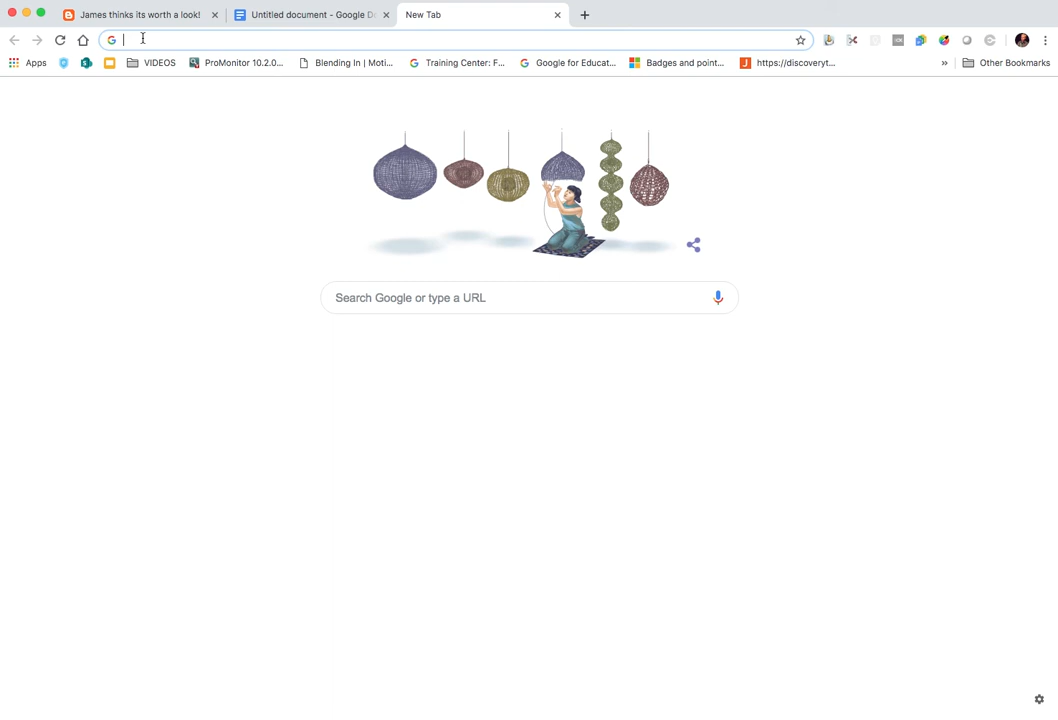 James thinks its worth a look!
Untitled document - Google Do
New Tab
Apps
VIDEOS
ProMonitor 10.2.0...
Blending In | Moti...
Training Center: F...
Google for Educat...
Badges and point...
https://discoveryt...
»
Other Bookmarks
Search Google or type a URL